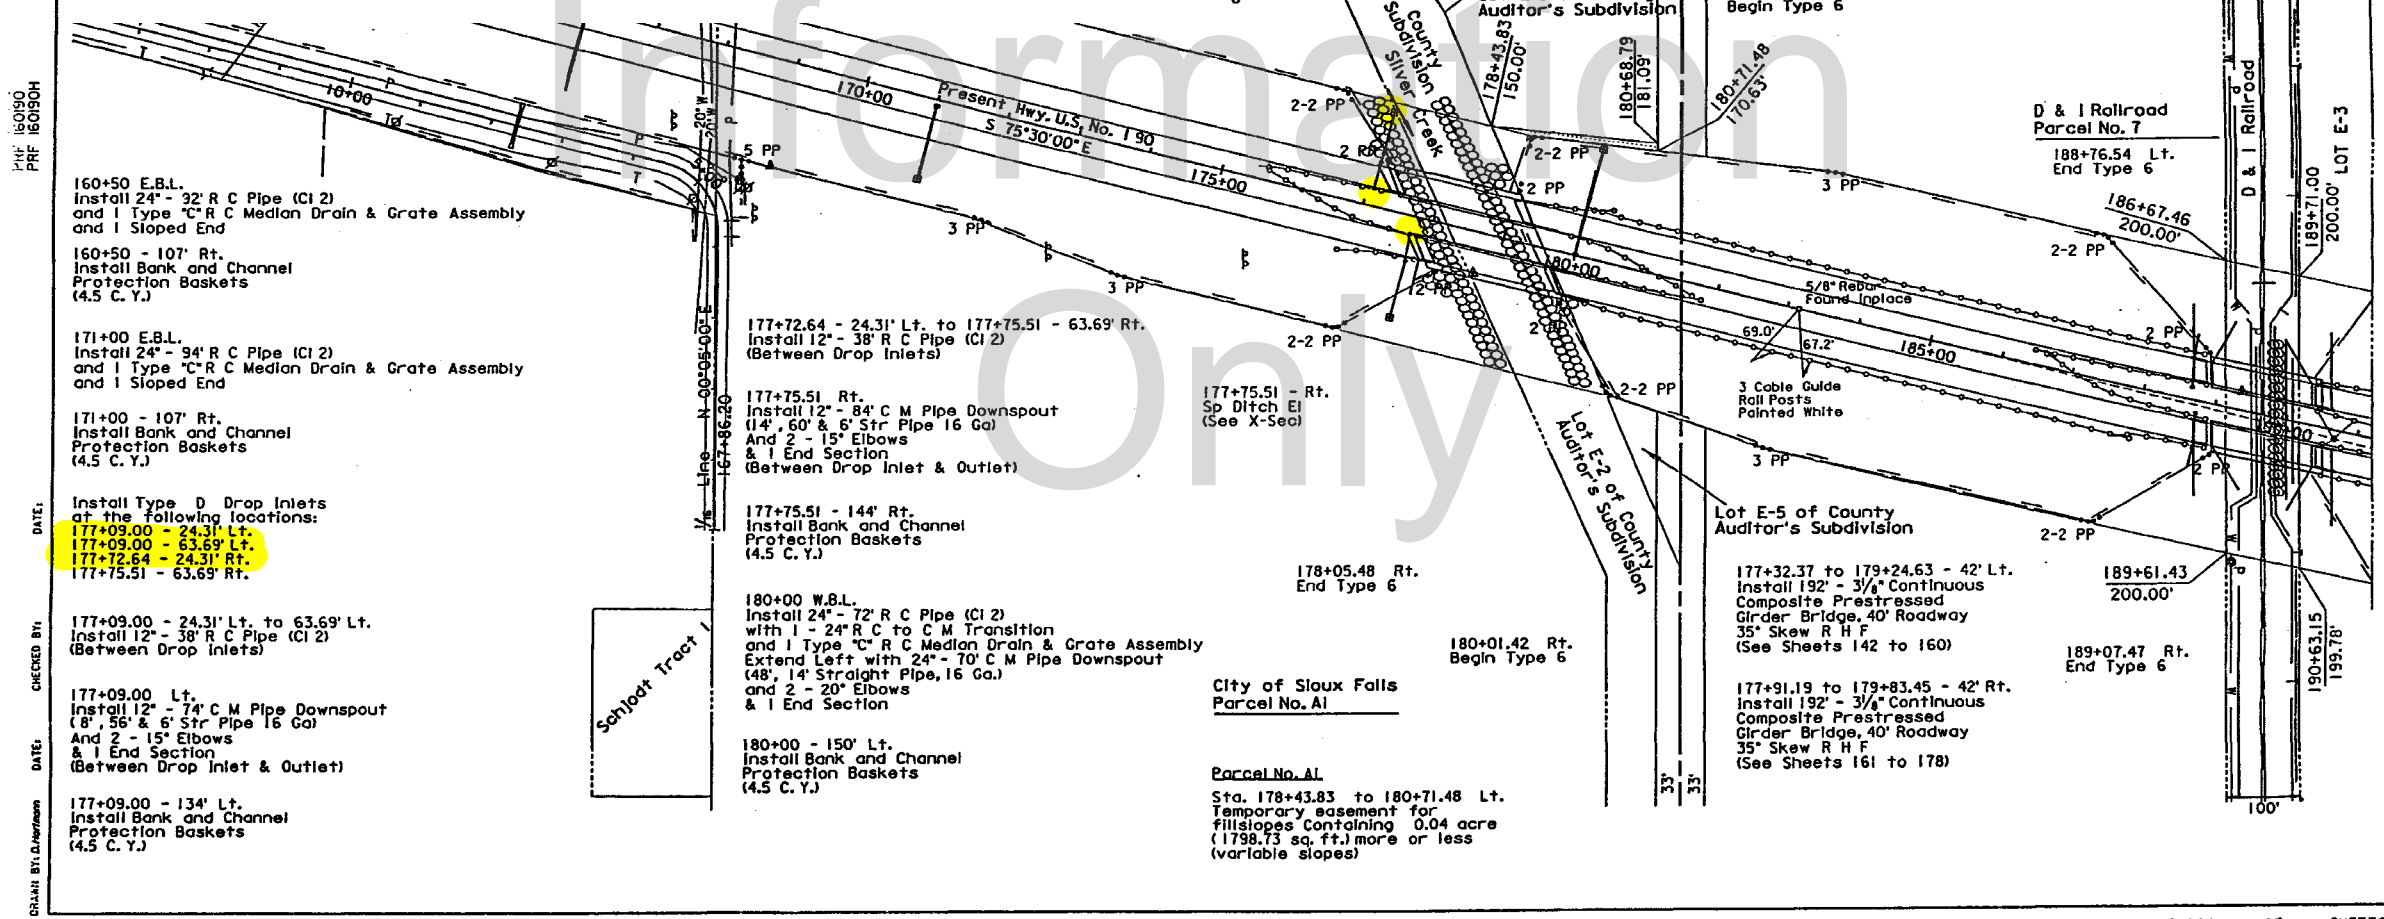 Information
Only
PRF 160190
PRF 160190H
DATE:
CHECKED BY:
DATE:
DRAWN BY: D.Hartmann
160+50 E.B.L.
Install 24" - 92' R C Pipe (Cl 2)
and 1 Type "C" R C Median Drain & Grate Assembly
and 1 Sloped End
160+50 - 107' Rt.
Install Bank and Channel
Protection Baskets
(4.5 C. Y.)
171+00 E.B.L.
Install 24" - 94' R C Pipe (Cl 2)
and 1 Type "C" R C Median Drain & Grate Assembly
and 1 Sloped End
171+00 - 107' Rt.
Install Bank and Channel
Protection Baskets
(4.5 C. Y.)
Install Type D Drop Inlets
at the following locations:
177+09.00 - 24.31' Lt.
177+09.00 - 63.69' Lt.
177+72.64 - 24.31' Rt.
177+75.51 - 63.69' Rt.
177+09.00 - 24.31' Lt. to 63.69' Lt.
Install 12" - 38' R C Pipe (Cl 2)
(Between Drop Inlets)
177+09.00 Lt.
Install 12" - 74' C M Pipe Downspout
(8', 56' & 6' Str Pipe 16 Ga)
And 2 - 15° Elbows
& 1 End Section
(Between Drop Inlet & Outlet)
177+09.00 - 134' Lt.
Install Bank and Channel
Protection Baskets
(4.5 C. Y.)
10+00
T
P
T
P
5 PP
20' W
Line N 00°05'00" E
167+86.20
1/16
Schjodt Tract 1
177+72.64 - 24.31' Lt. to 177+75.51 - 63.69' Rt.
Install 12" - 38' R C Pipe (Cl 2)
(Between Drop Inlets)
177+75.51 Rt.
Install 12" - 84' C M Pipe Downspout
(14', 60' & 6' Str Pipe 16 Ga)
And 2 - 15° Elbows
& 1 End Section
(Between Drop Inlet & Outlet)
177+75.51 - 144' Rt.
Install Bank and Channel
Protection Baskets
(4.5 C. Y.)
180+00 W.B.L.
Install 24" - 72' R C Pipe (Cl 2)
with 1 - 24" R C to C M Transition
and 1 Type "C" R C Median Drain & Grate Assembly
Extend Left with 24" - 70' C M Pipe Downspout
(48', 14' Straight Pipe, 16 Ga.)
and 2 - 20° Elbows
& 1 End Section
180+00 - 150' Lt.
Install Bank and Channel
Protection Baskets
(4.5 C. Y.)
170+00
Present Hwy. U.S. No. I 90
S 75°30'00" E
175+00
3 PP
3 PP
2-2 PP
2-2 PP
2 PP
County
Subdivision
Silver Creek
Auditor's Subdivision
Begin Type 6
178+43.83
150.00'
180+68.79
181.09'
180+71.48
170.63'
2-2 PP
2 PP
3 PP
12 PP
80+00
2 PP
2-2 PP
177+75.51 - Rt.
Sp Ditch El
(See X-Sec)
178+05.48 Rt.
End Type 6
180+01.42 Rt.
Begin Type 6
City of Sioux Falls
Parcel No. A1
Parcel No. A1
Sta. 178+43.83 to 180+71.48 Lt.
Temporary easement for
fillslopes Containing 0.04 acre
(1798.73 sq. ft.) more or less
(variable slopes)
Lot E-2 of County
Auditor's Subdivision
33'
33'
5/8" Rebar
Found Inplace
69.0'
67.2'
185+00
3 Cable Guide
Rail Posts
Painted White
3 PP
Lot E-5 of County
Auditor's Subdivision
177+32.37 to 179+24.63 - 42' Lt.
Install 192' - 3 1/8" Continuous
Composite Prestressed
Girder Bridge, 40' Roadway
35° Skew R H F
(See Sheets 142 to 160)
177+91.19 to 179+83.45 - 42' Rt.
Install 192' - 3 1/8" Continuous
Composite Prestressed
Girder Bridge, 40' Roadway
35° Skew R H F
(See Sheets 161 to 178)
D & I Railroad
Parcel No. 7
188+76.54 Lt.
End Type 6
186+67.46
200.00'
2-2 PP
2 PP
2 PP
2-2 PP
189+61.43
200.00'
189+07.47 Rt.
End Type 6
D & I Railroad
189+71.00
200.00'
LOT E-3
190+00
190+63.15
199.78'
100'